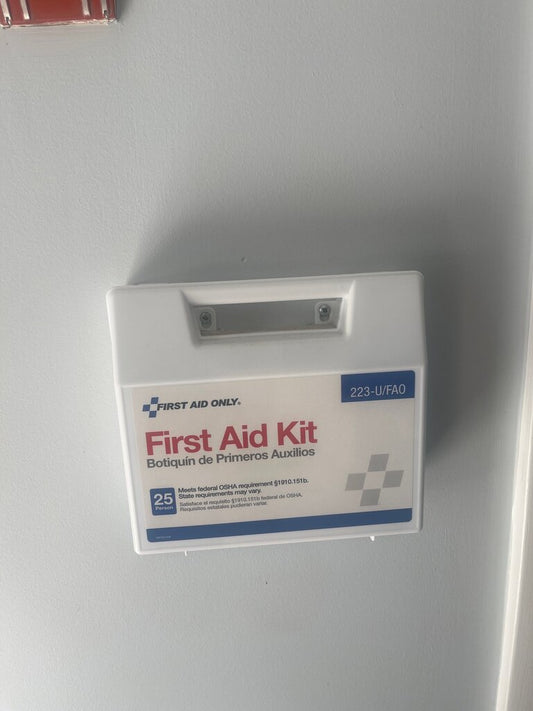 FIRST AID ONLY®
223-U/FAO
First Aid Kit
Botiquín de Primeros Auxilios
25
Person
Meets federal OSHA requirement §1910.151b.
State requirements may vary.
Satisface el requisito §1910.151b federal de OSHA.
Requisitos estatales pudieran variar.